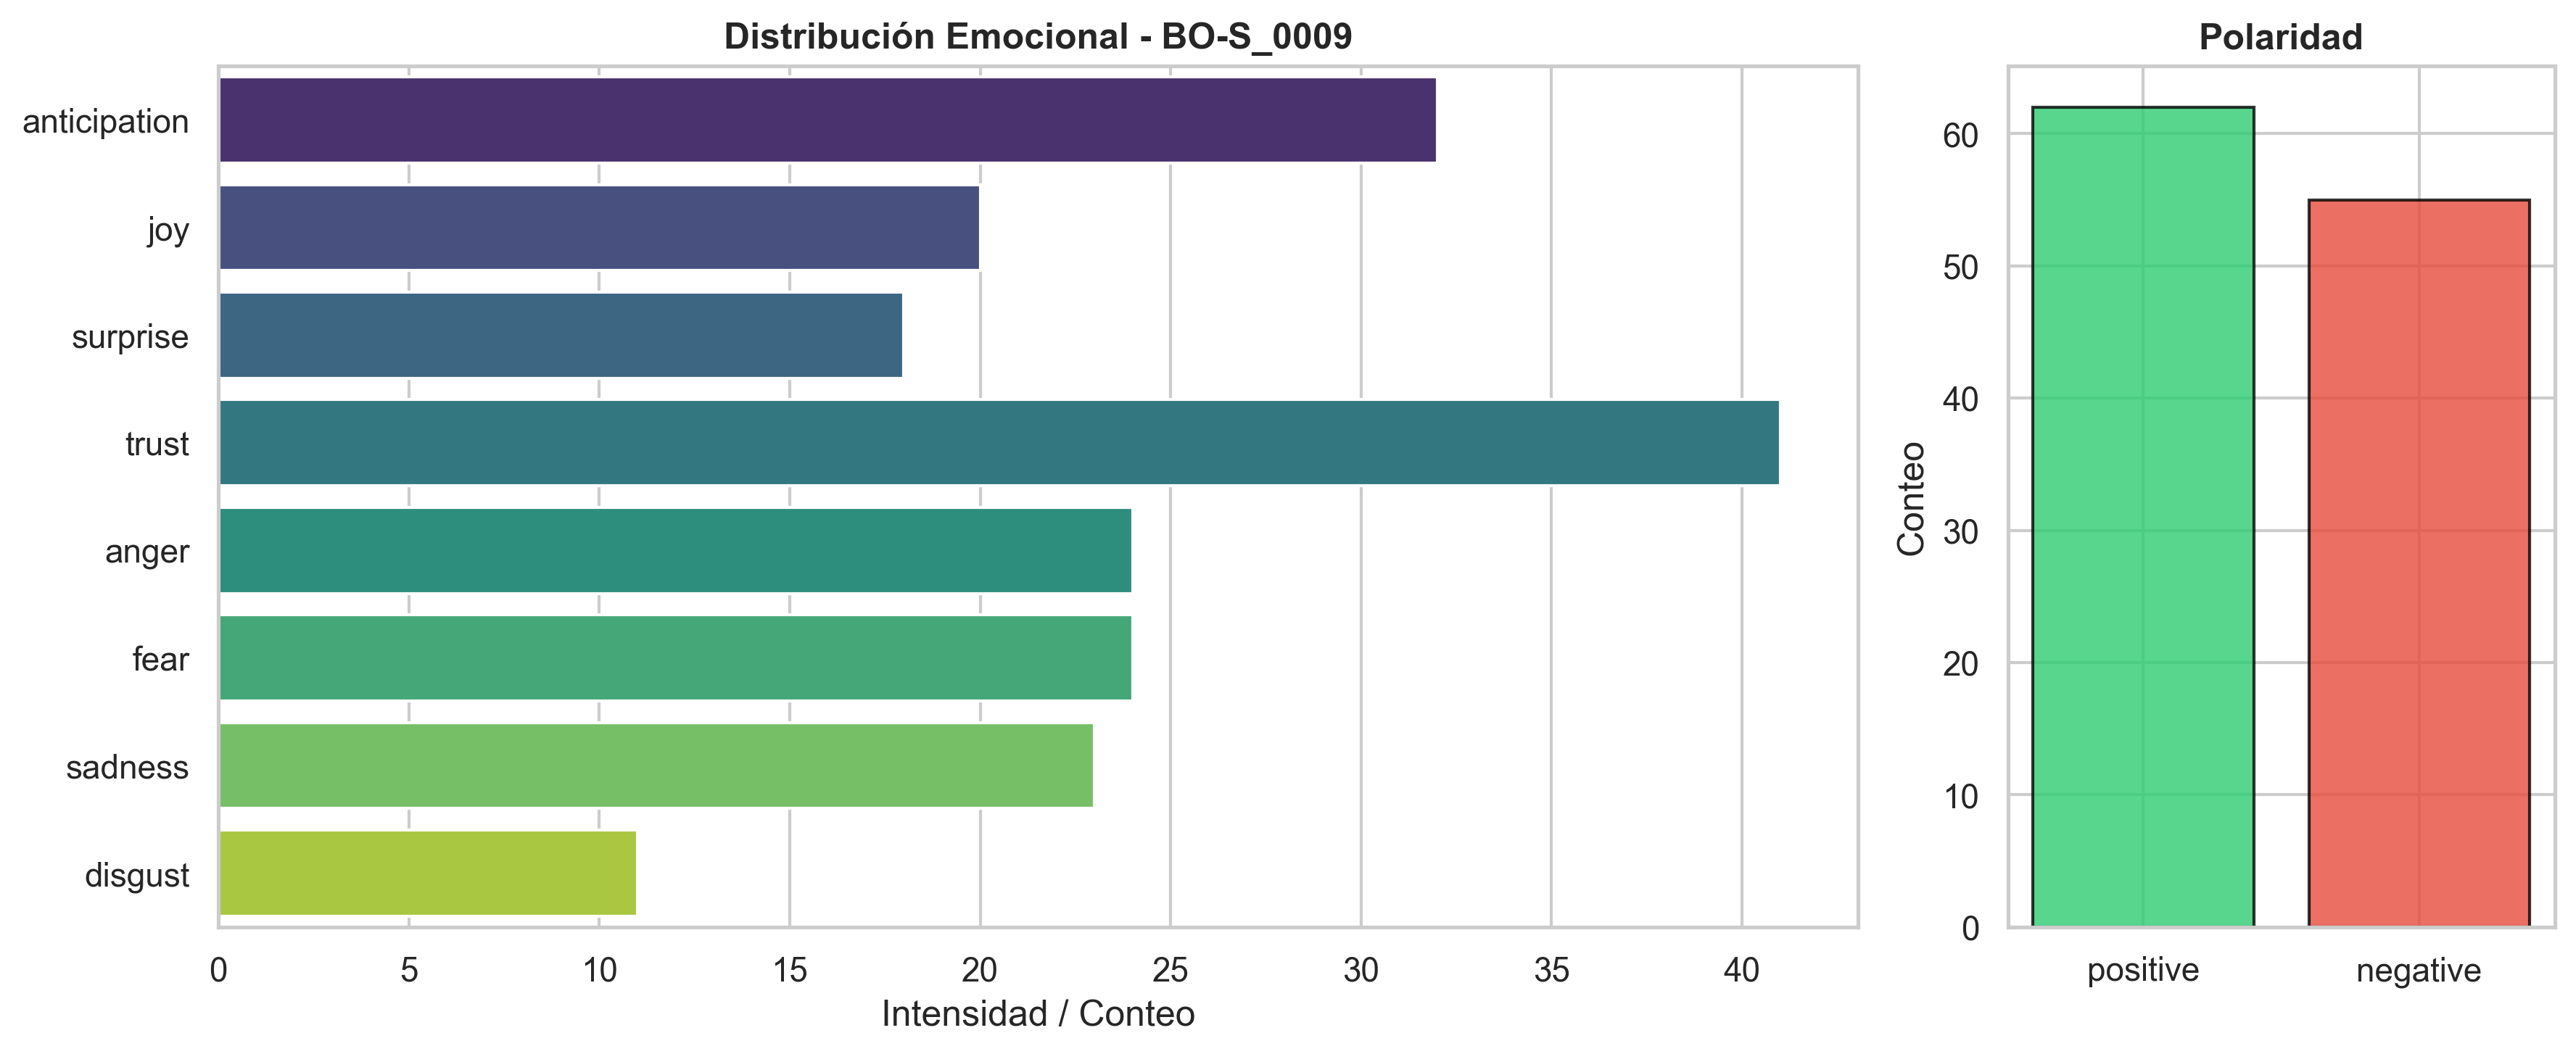 Distribución Emocional - BO-S_0009
anticipation
joy
surprise
trust
anger
fear
sadness
disgust
0 5 10 15 20 25 30 35 40
Intensidad / Conteo
Polaridad
Conteo
60
50
40
30
20
10
0
positive negative